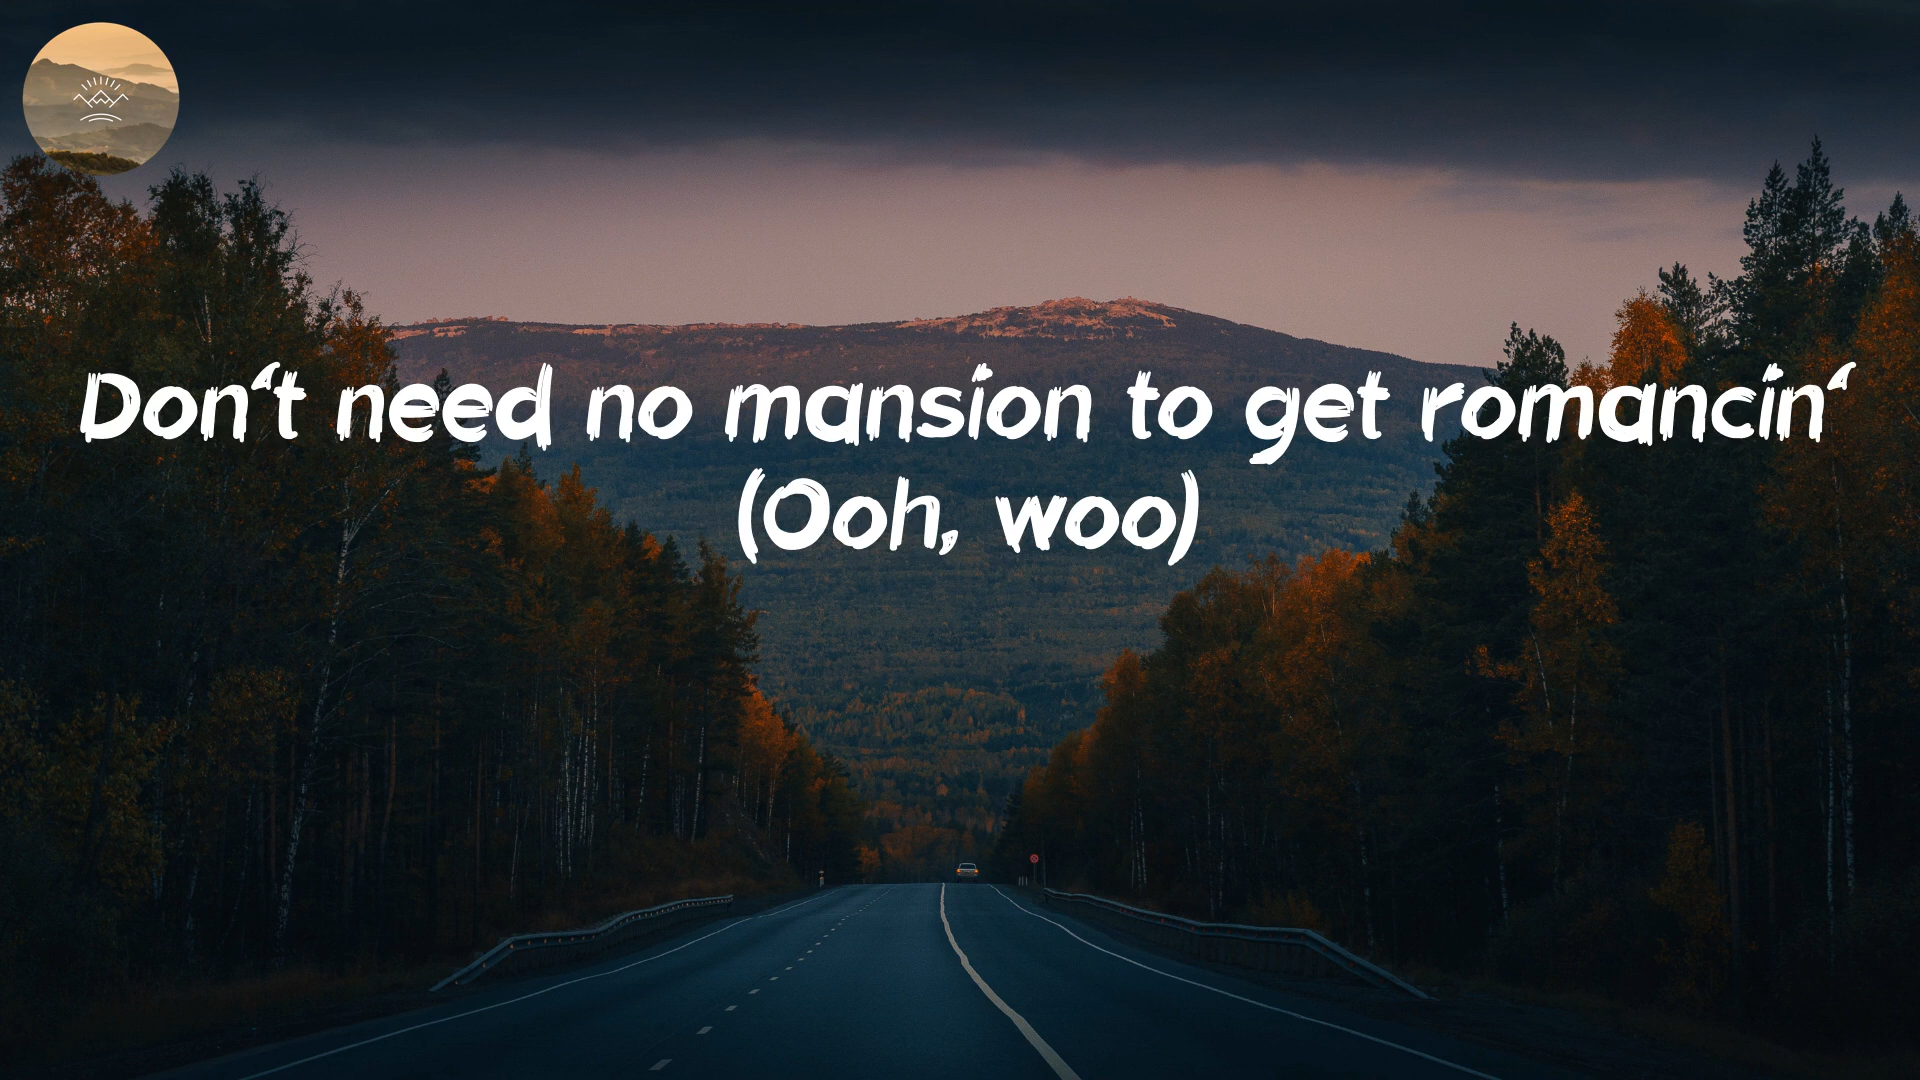 Don‘t need no mansion to get romancin‘
(Ooh, woo)